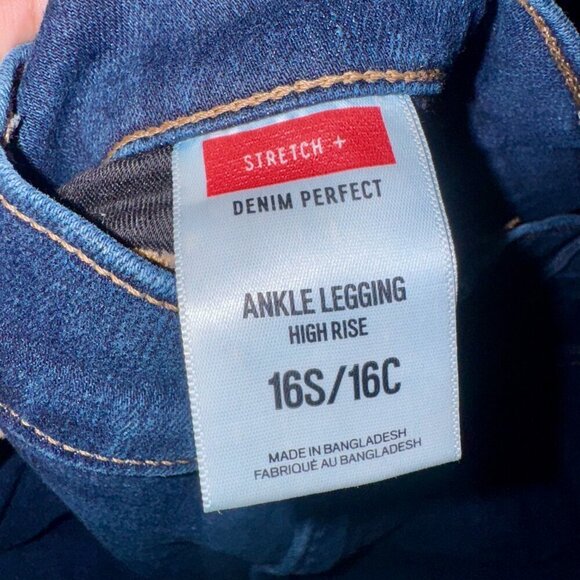 STRETCH +
DENIM PERFECT
ANKLE LEGGING
HIGH RISE
16S/16C
MADE IN BANGLADESH
FABRIQUÉ AU BANGLADESH